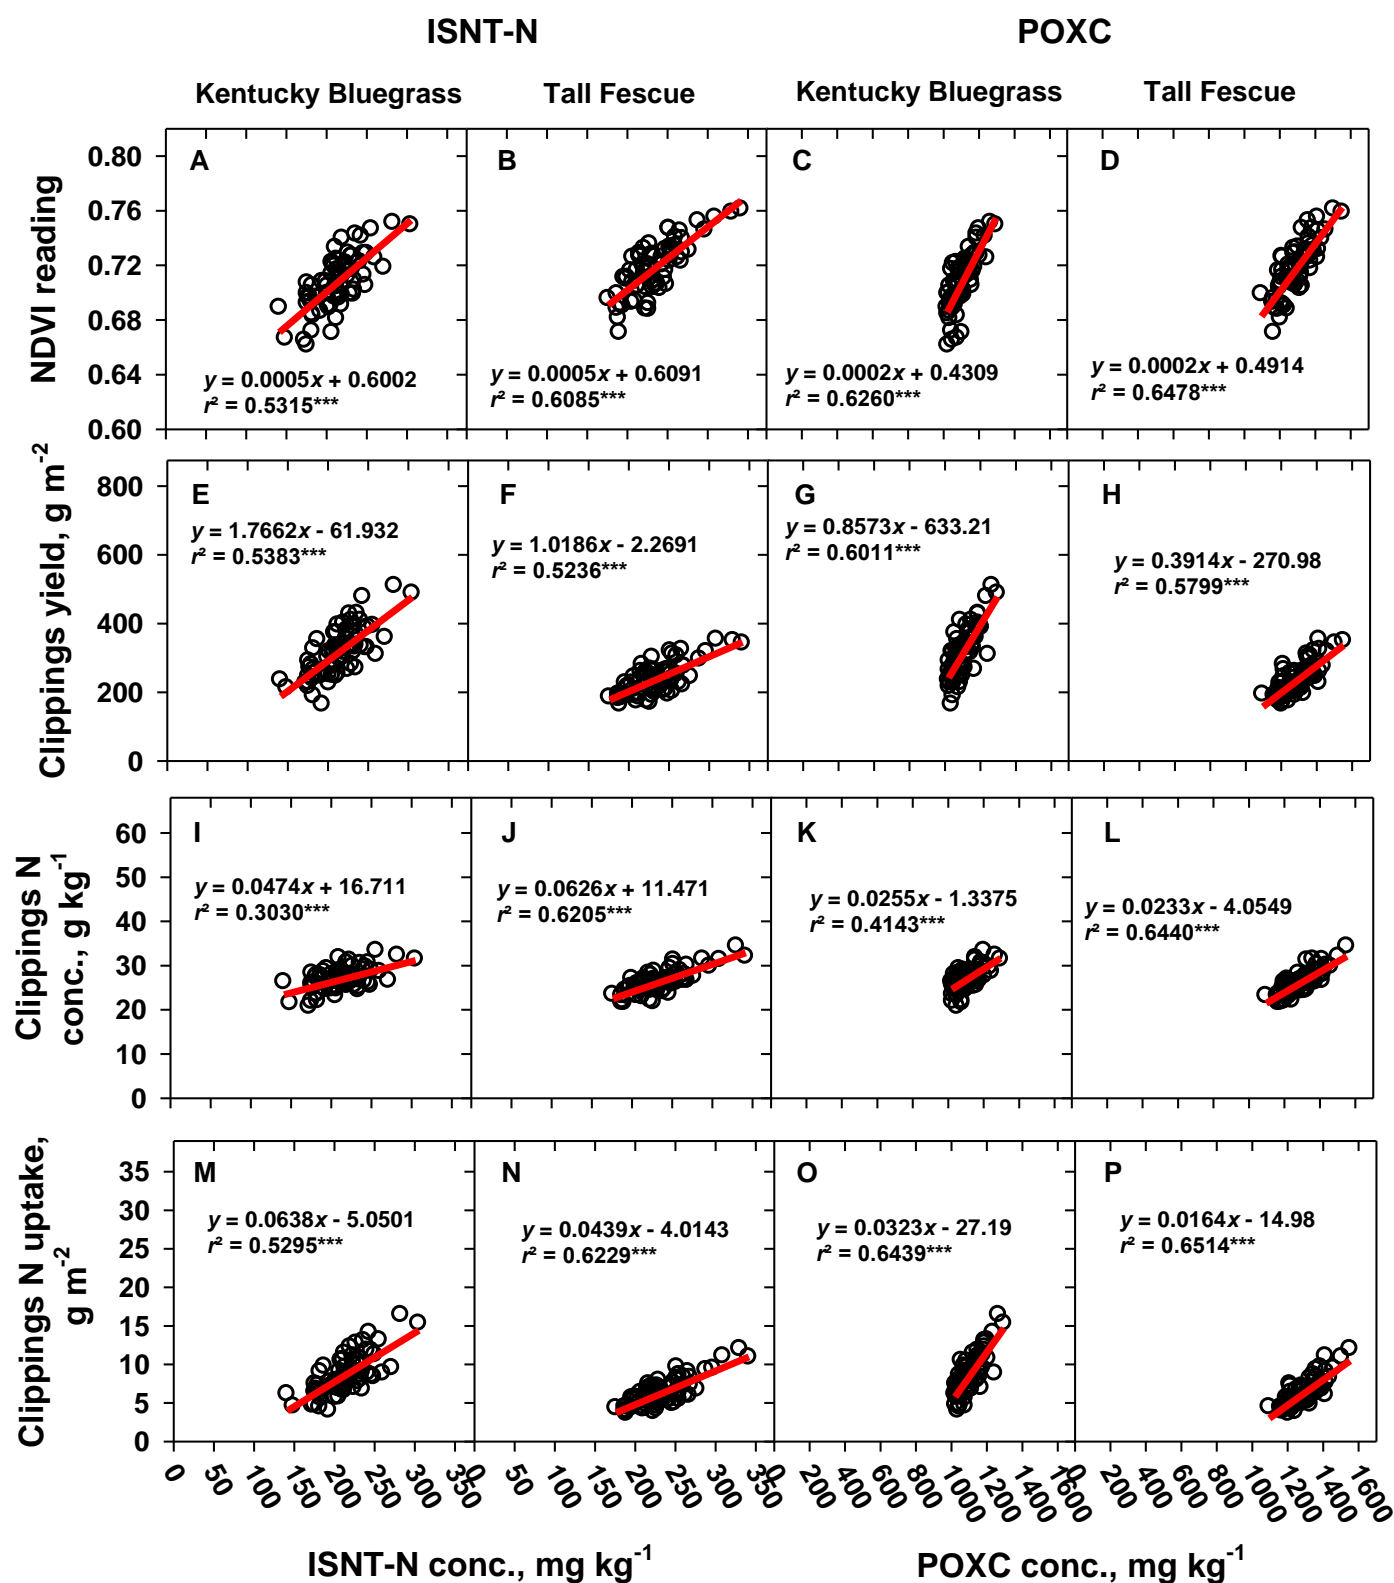 ISNT-N POXC
Kentucky Bluegrass Tall Fescue Kentucky Bluegrass Tall Fescue
NDVI reading
0.80
0.76
0.72
0.68
0.64
0.60
A
y = 0.0005x + 0.6002
r² = 0.5315***
B
y = 0.0005x + 0.6091
r² = 0.6085***
C
y = 0.0002x + 0.4309
r² = 0.6260***
D
y = 0.0002x + 0.4914
r² = 0.6478***
Clippings yield, g m⁻²
800
600
400
200
0
E
y = 1.7662x - 61.932
r² = 0.5383***
F
y = 1.0186x - 2.2691
r² = 0.5236***
G
y = 0.8573x - 633.21
r² = 0.6011***
H
y = 0.3914x - 270.98
r² = 0.5799***
Clippings N
conc., g kg⁻¹
60
50
40
30
20
10
0
I
y = 0.0474x + 16.711
r² = 0.3030***
J
y = 0.0626x + 11.471
r² = 0.6205***
K
y = 0.0255x - 1.3375
r² = 0.4143***
L
y = 0.0233x - 4.0549
r² = 0.6440***
Clippings N uptake,
g m⁻²
35
30
25
20
15
10
5
0
M
y = 0.0638x - 5.0501
r² = 0.5295***
N
y = 0.0439x - 4.0143
r² = 0.6229***
O
y = 0.0323x - 27.19
r² = 0.6439***
P
y = 0.0164x - 14.98
r² = 0.6514***
0 50 100 150 200 250 300 350 0 50 100 150 200 250 300 350 0 200 400 600 800 1000 1200 1400 1600 0 200 400 600 800 1000 1200 1400 1600
ISNT-N conc., mg kg⁻¹ POXC conc., mg kg⁻¹